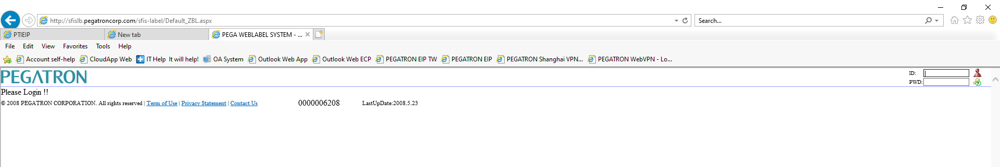 http://sfislb.pegatroncorp.com/sfis-label/Default_ZBL.aspx Search...
PTIEIP New tab PEGA WEBLABEL SYSTEM - ...
File Edit View Favorites Tools Help
Account self-help CloudApp Web IT Help It will help! OA System Outlook Web App Outlook Web ECP PEGATRON EIP TW PEGATRON EIP PEGATRON Shanghai VPN... PEGATRON WebVPN - Lo...
PEGATRON ID:
PWD:
Please Login !!
© 2008 PEGATRON CORPORATION. All rights reserved | Term of Use | Privacy Statement | Contact Us 0000006208 LastUpDate:2008.5.23